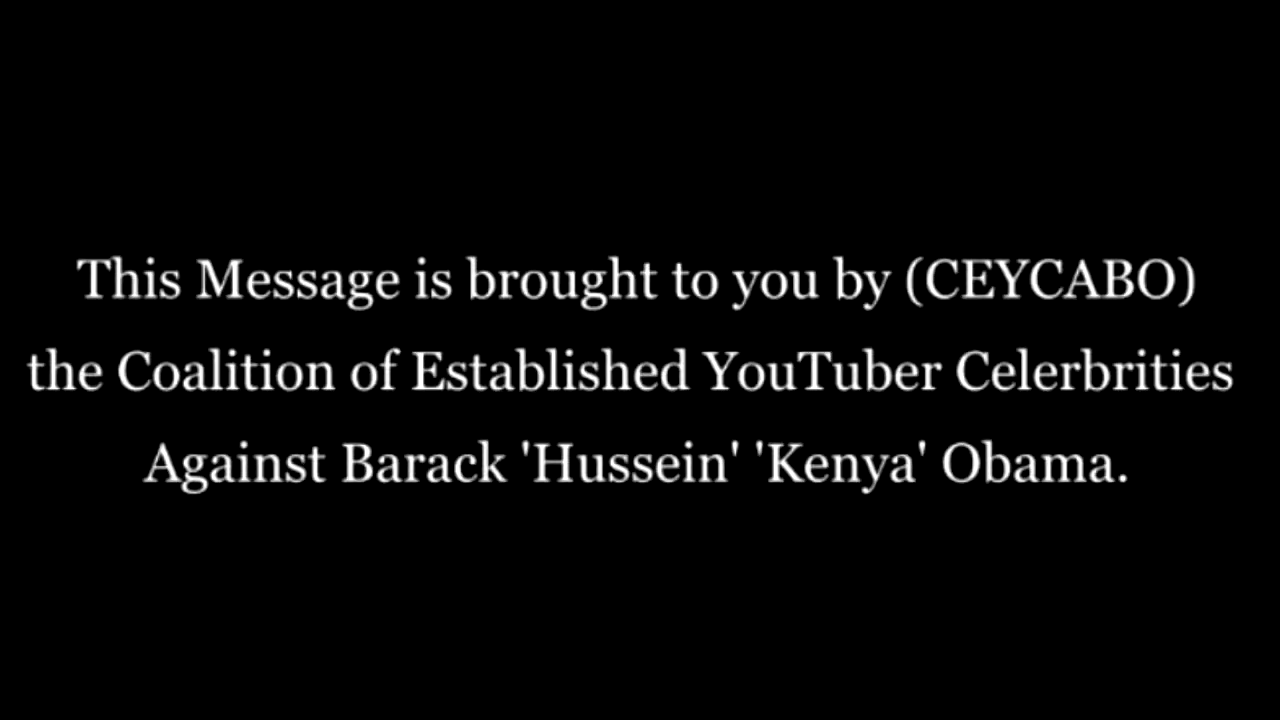 This Message is brought to you by (CEYCABO)
the Coalition of Established YouTuber Celerbrities
Against Barack 'Hussein' 'Kenya' Obama.